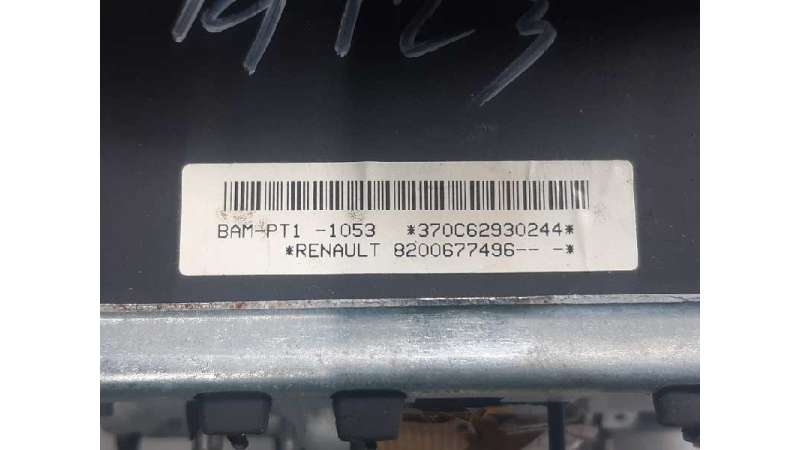 BAM-PT1 -1053 *370C62930244*
*RENAULT 8200677496-- -*